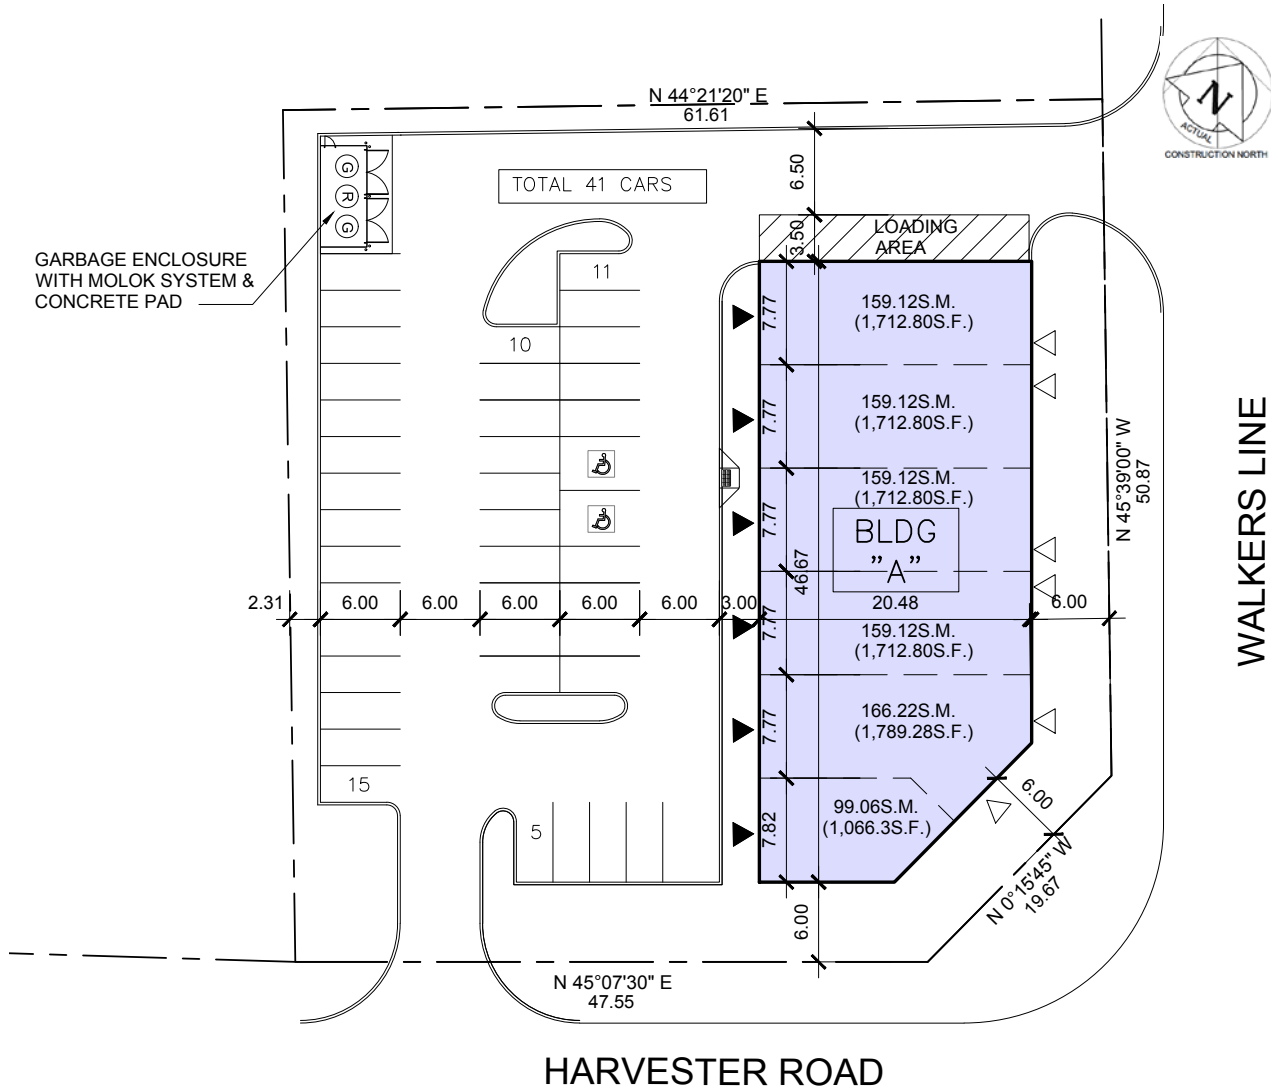 N 44°21'20" E
61.61
N
ACTUAL
CONSTRUCTION NORTH
G
R
G
TOTAL 41 CARS
6.50
3.50
LOADING
AREA
GARBAGE ENCLOSURE
WITH MOLOK SYSTEM &
CONCRETE PAD
11
10
7.77
159.12S.M.
(1,712.80S.F.)
7.77
159.12S.M.
(1,712.80S.F.)
7.77
159.12S.M.
(1,712.80S.F.)
BLDG
"A"
46.67
N 45°39'00" W
50.87
WALKERS LINE
2.31
6.00
6.00
6.00
6.00
6.00
3.00
20.48
6.00
7.77
159.12S.M.
(1,712.80S.F.)
7.77
166.22S.M.
(1,789.28S.F.)
15
5
7.82
99.06S.M.
(1,066.3S.F.)
6.00
N 0°15'45" W
19.67
6.00
N 45°07'30" E
47.55
HARVESTER ROAD